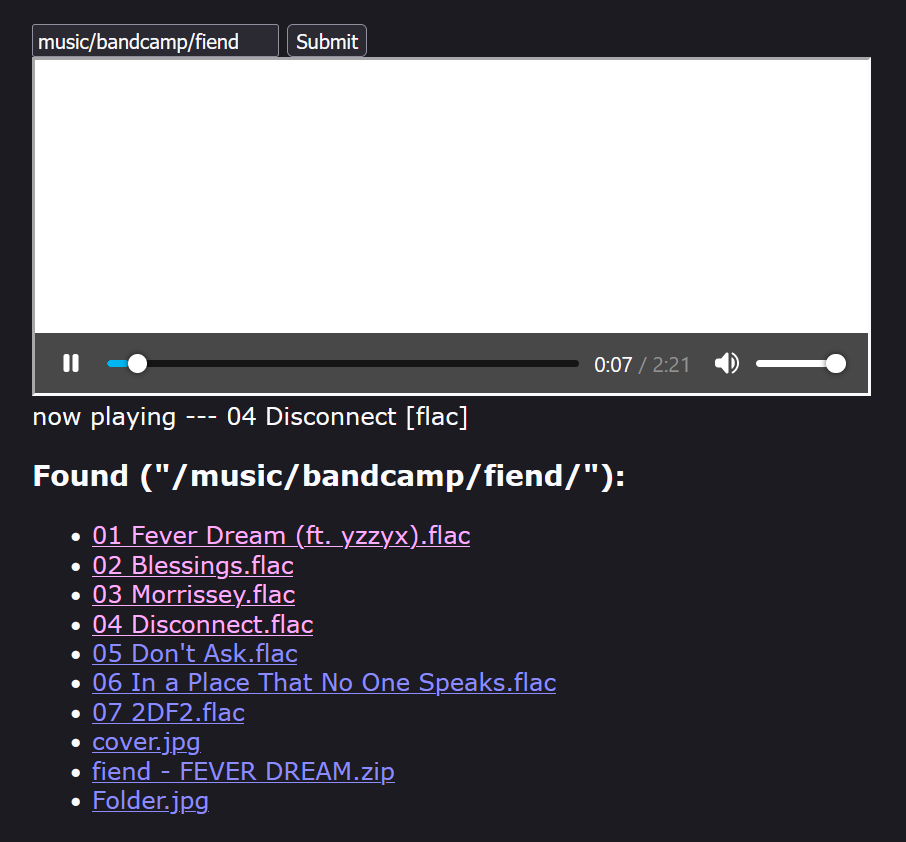 music/bandcamp/fiend Submit
0:07 / 2:21
now playing --- 04 Disconnect [flac]
Found ("/music/bandcamp/fiend/"):
01 Fever Dream (ft. yzzyx).flac
02 Blessings.flac
03 Morrissey.flac
04 Disconnect.flac
05 Don't Ask.flac
06 In a Place That No One Speaks.flac
07 2DF2.flac
cover.jpg
fiend - FEVER DREAM.zip
Folder.jpg